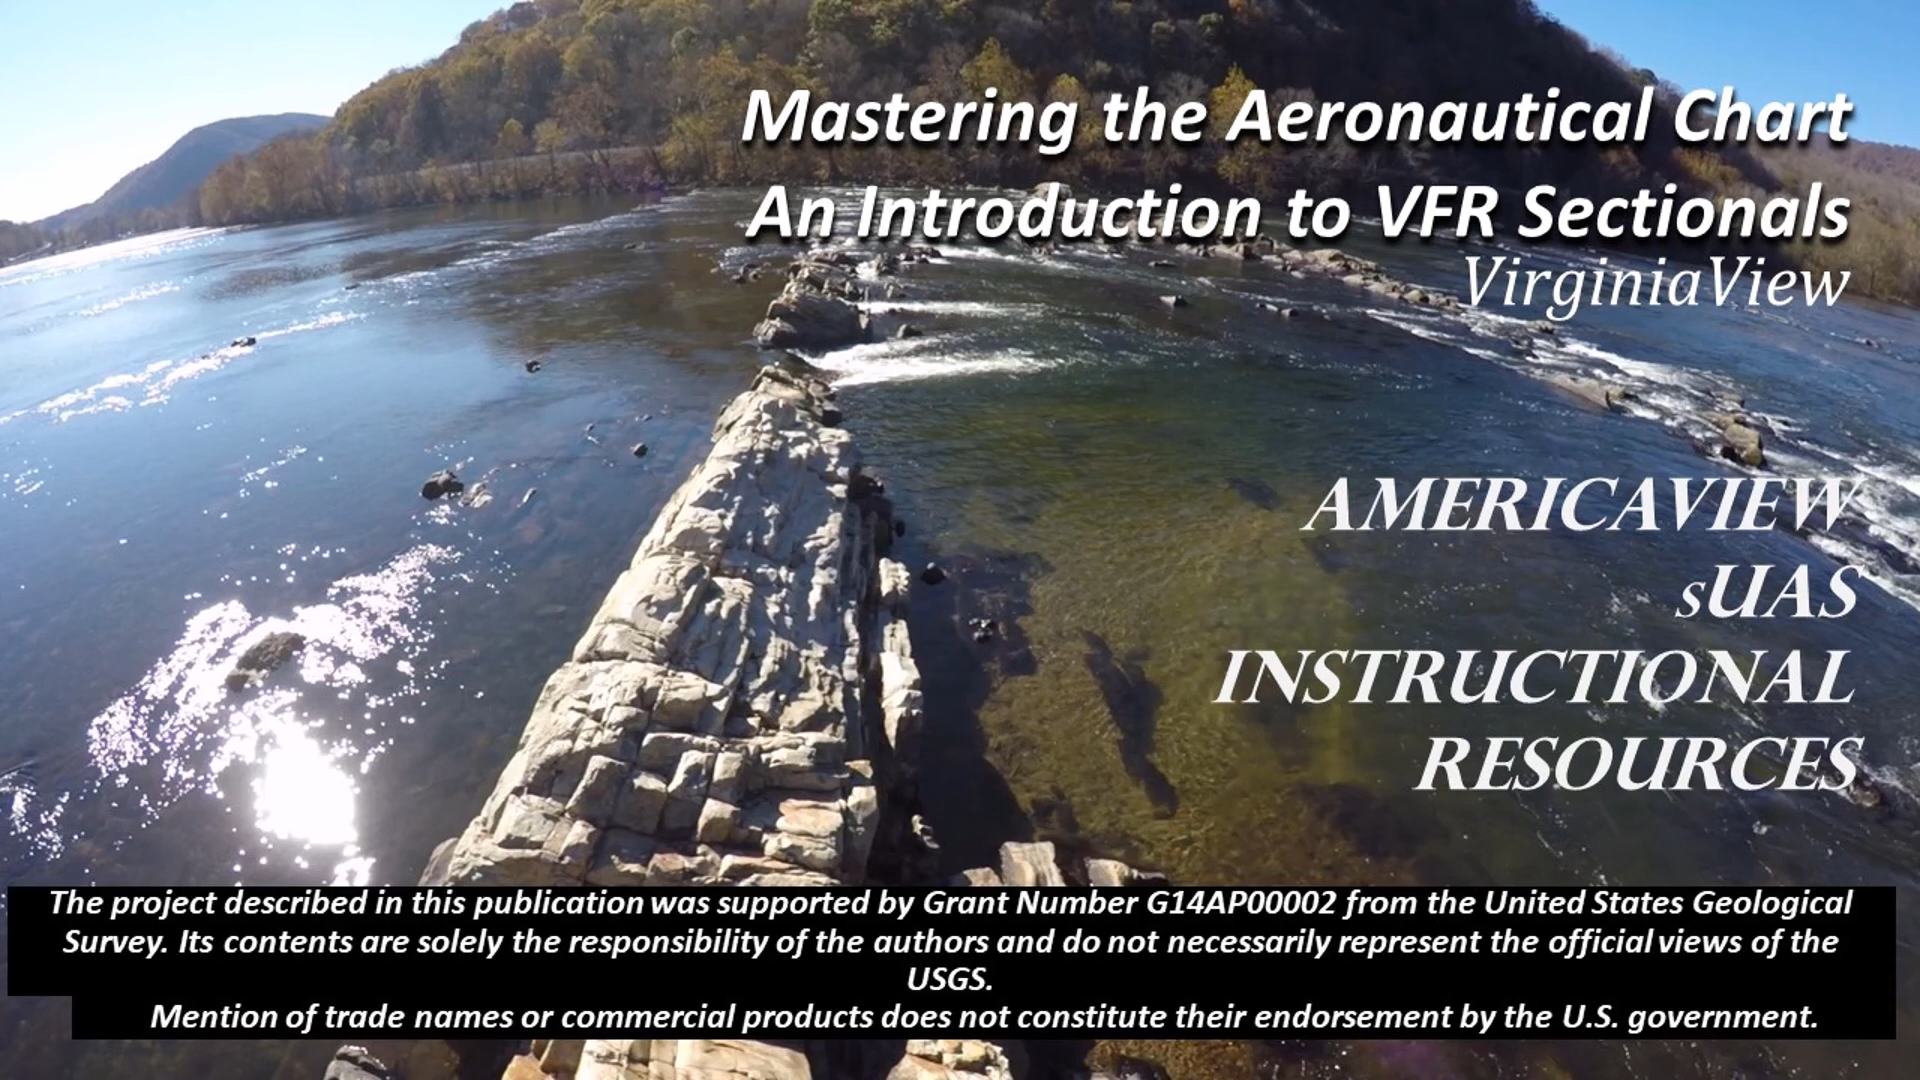 Mastering the Aeronautical Chart
An Introduction to VFR Sectionals
VirginiaView
AMERICAVIEW
sUAS
INSTRUCTIONAL
RESOURCES
The project described in this publication was supported by Grant Number G14AP00002 from the United States Geological
Survey. Its contents are solely the responsibility of the authors and do not necessarily represent the official views of the
USGS.
Mention of trade names or commercial products does not constitute their endorsement by the U.S. government.